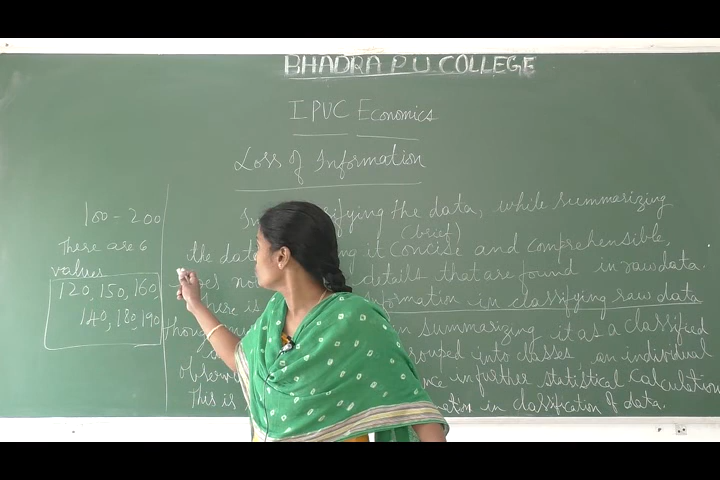 BHADRA P U COLLEGE
I PUC Economics
Loss of Information
100 - 200
There are 6
values
120, 150, 160,
140, 180, 190
the data, while summarizing
(brief)
the data it concise and comprehensible,
details that are found in raw data.
in classifying raw data
summarizing it as a classified
grouped into classes, an individual
in further statistical calculation
This is in classification of data.